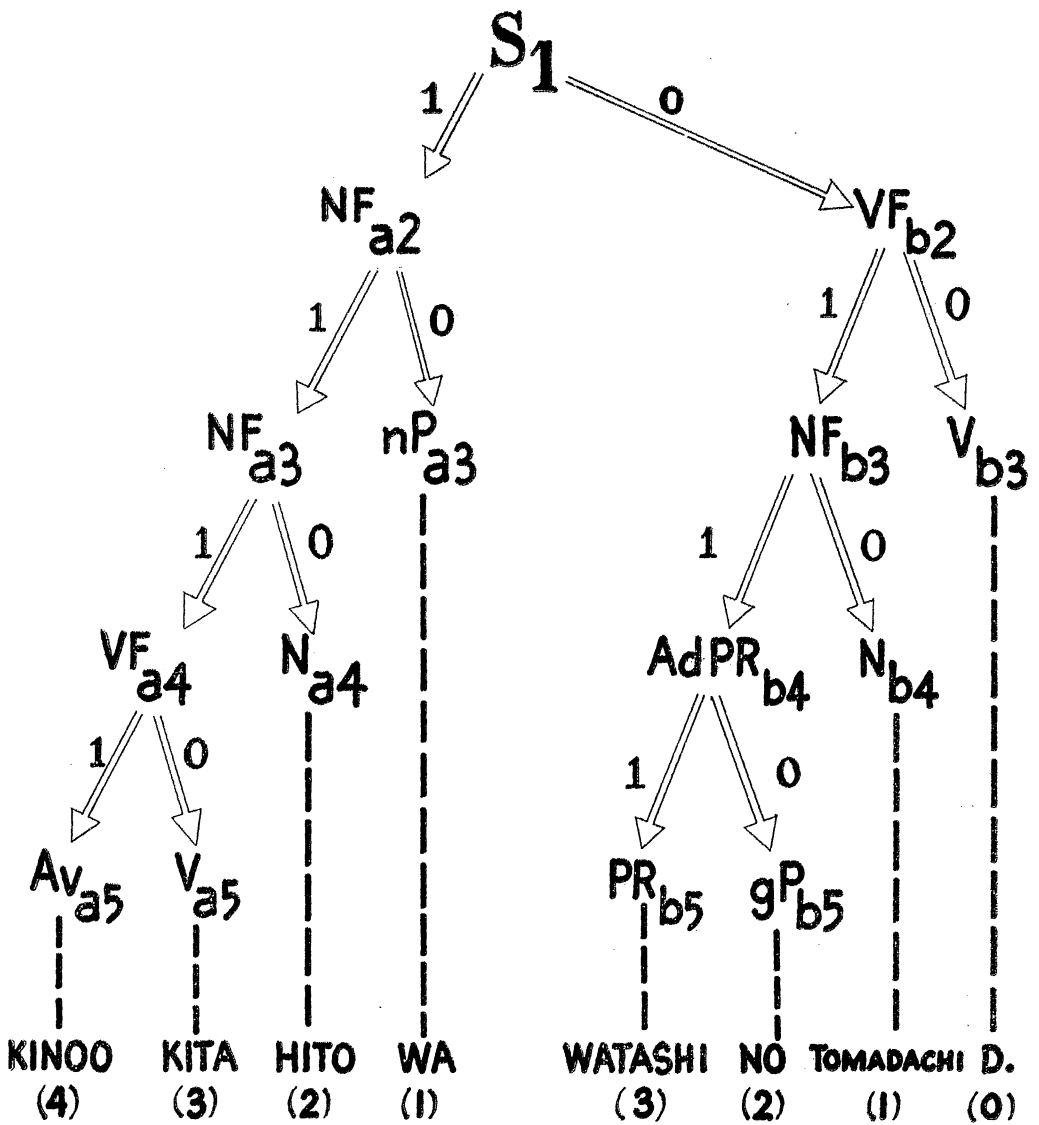 S1
1 0
NFa2 VFb2
1 0 1 0
NFa3 nPa3 NFb3 Vb3
1 0 1 0
VFa4 Na4 AdPRb4 Nb4
1 0 1 0
Ava5 Va5 PRb5 gPb5
KINOO KITA HITO WA WATASHI NO TOMADACHI D.
(4) (3) (2) (1) (3) (2) (1) (0)